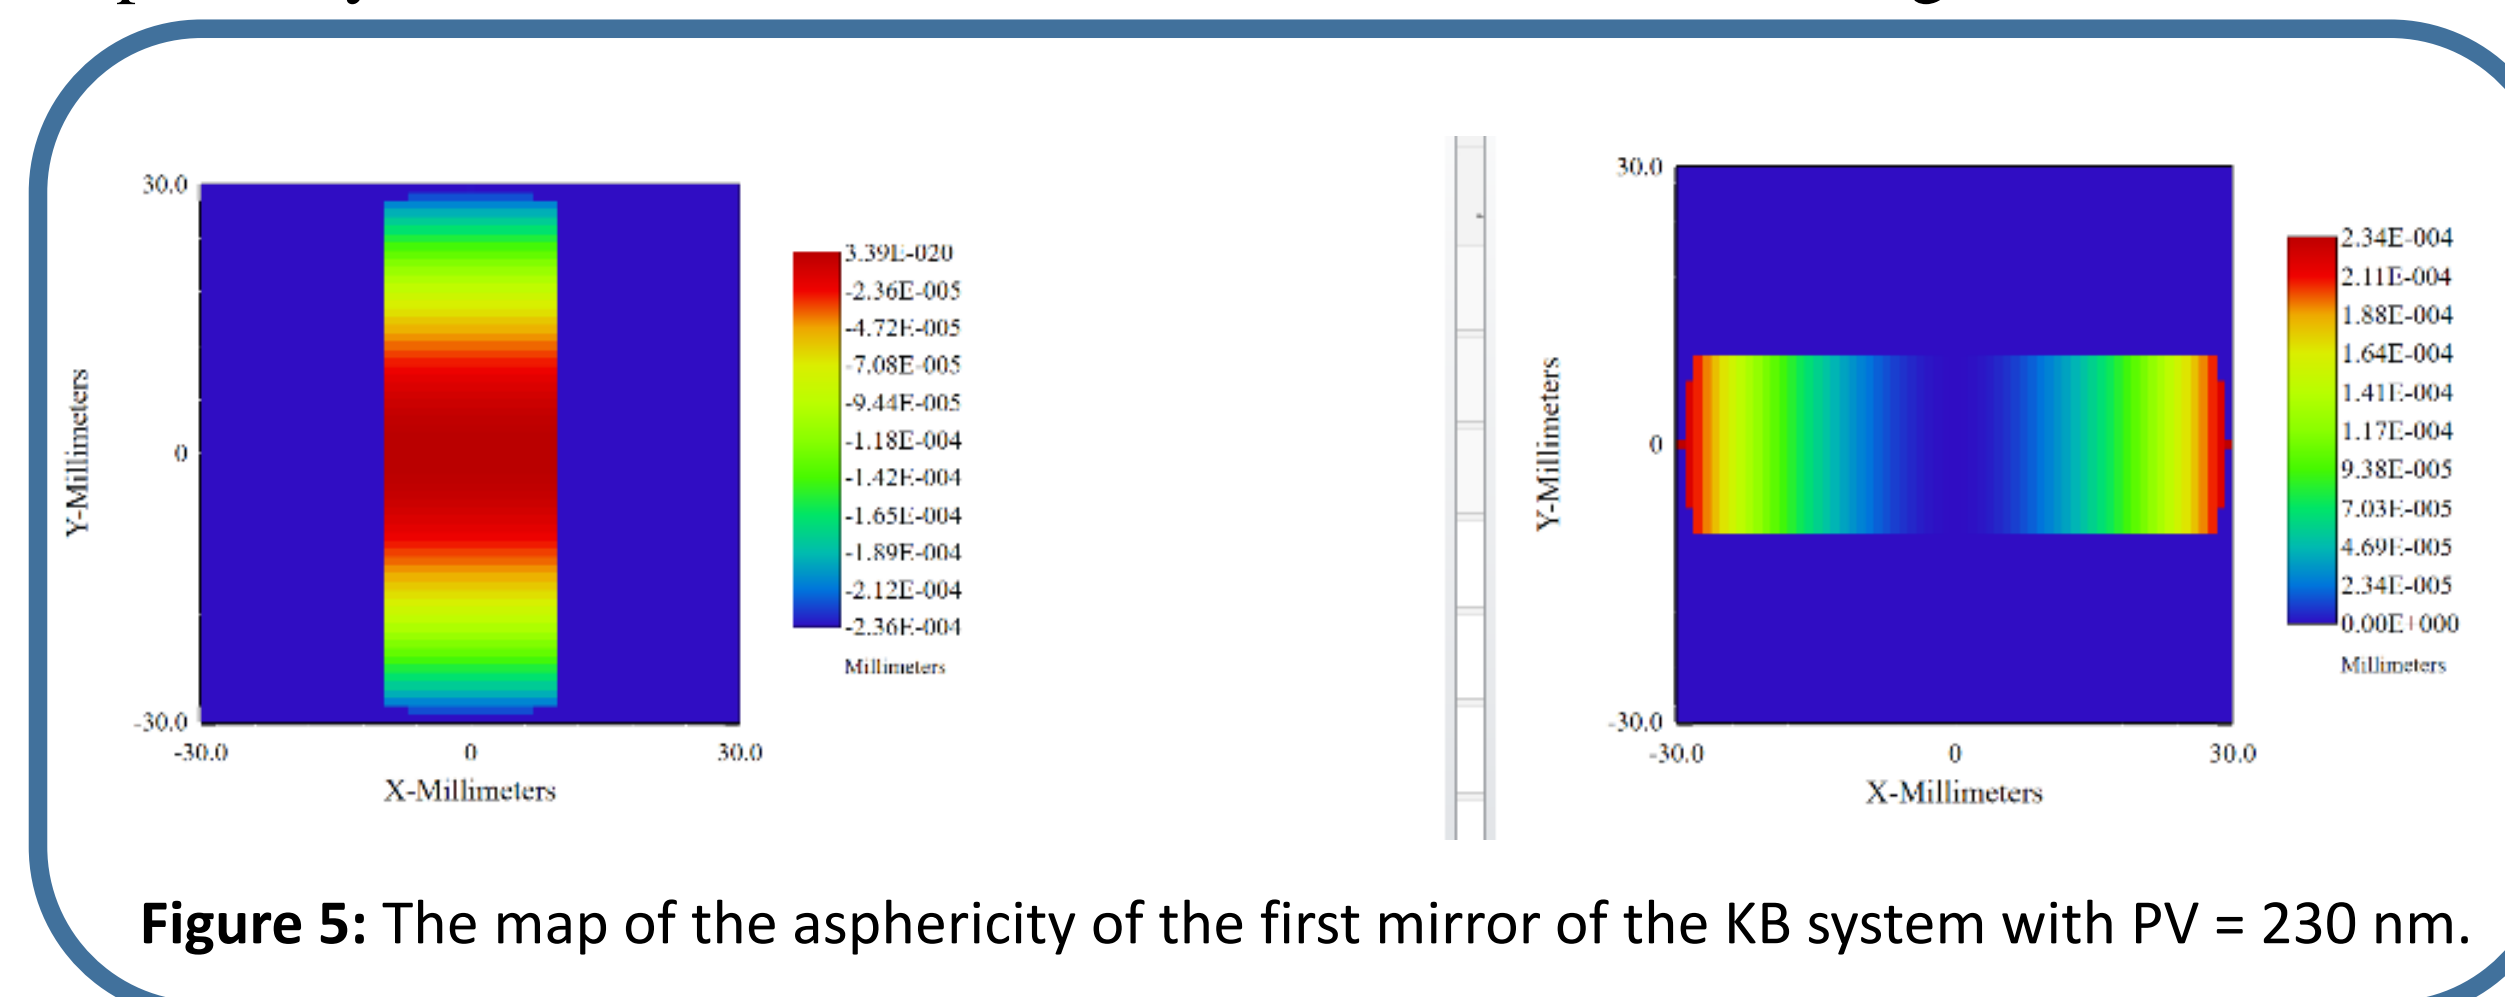 30.0
0
-30.0
-30.0 0 30.0
X-Millimeters
Y-Millimeters
3.39E-020
-2.36E-005
-4.72E-005
-7.08E-005
-9.44E-005
-1.18E-004
-1.42E-004
-1.65E-004
-1.89E-004
-2.12E-004
-2.36E-004
Millimeters
30.0
0
-30.0
-30.0 0 30.0
X-Millimeters
Y-Millimeters
2.34E-004
2.11E-004
1.88E-004
1.64E-004
1.41E-004
1.17E-004
9.38E-005
7.03E-005
4.69E-005
2.34E-005
0.00E+000
Millimeters
Figure 5: The map of the asphericity of the first mirror of the KB system with PV = 230 nm.